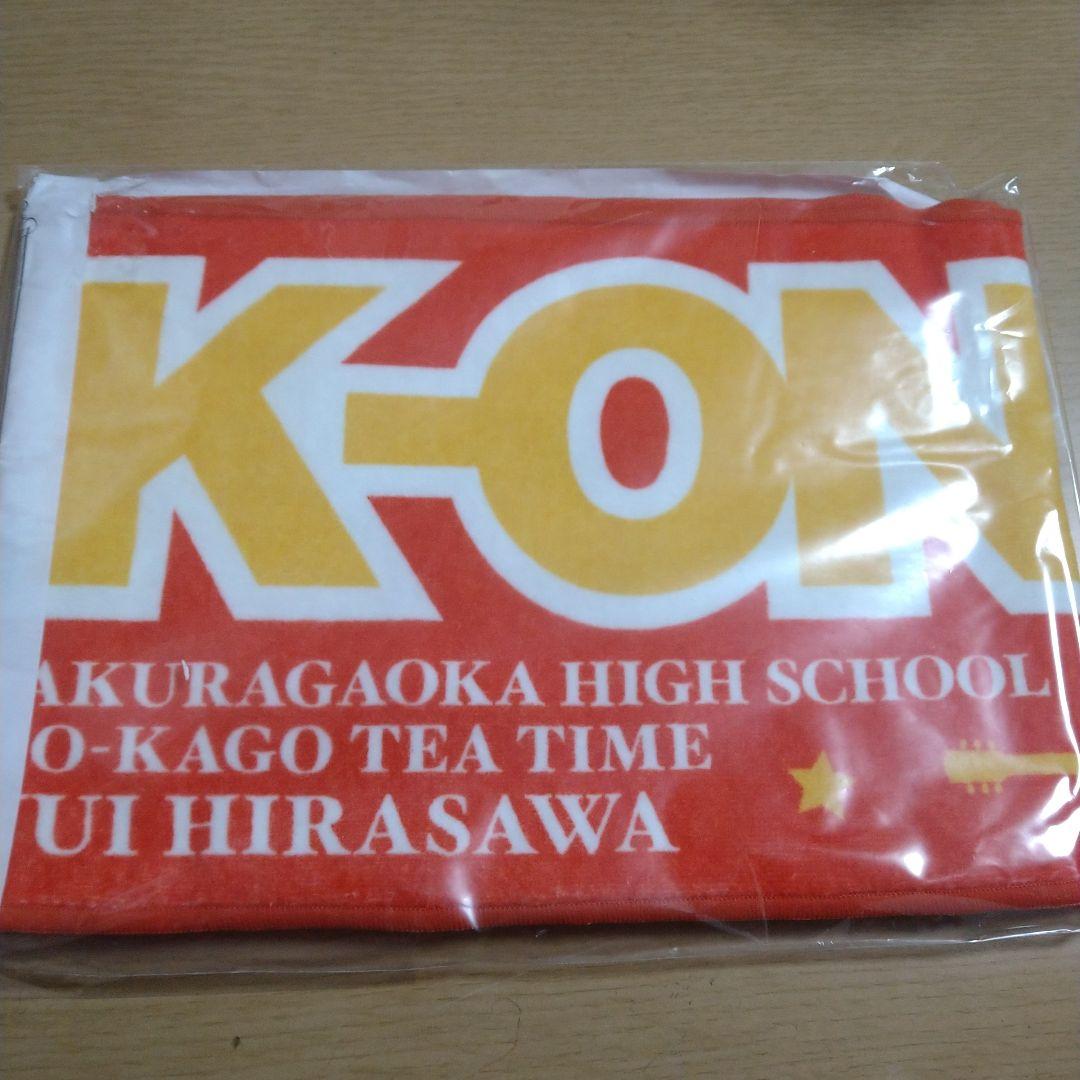 K-ON
AKURAGAOKA HIGH SCHOOL
O-KAGO TEA TIME
UI HIRASAWA